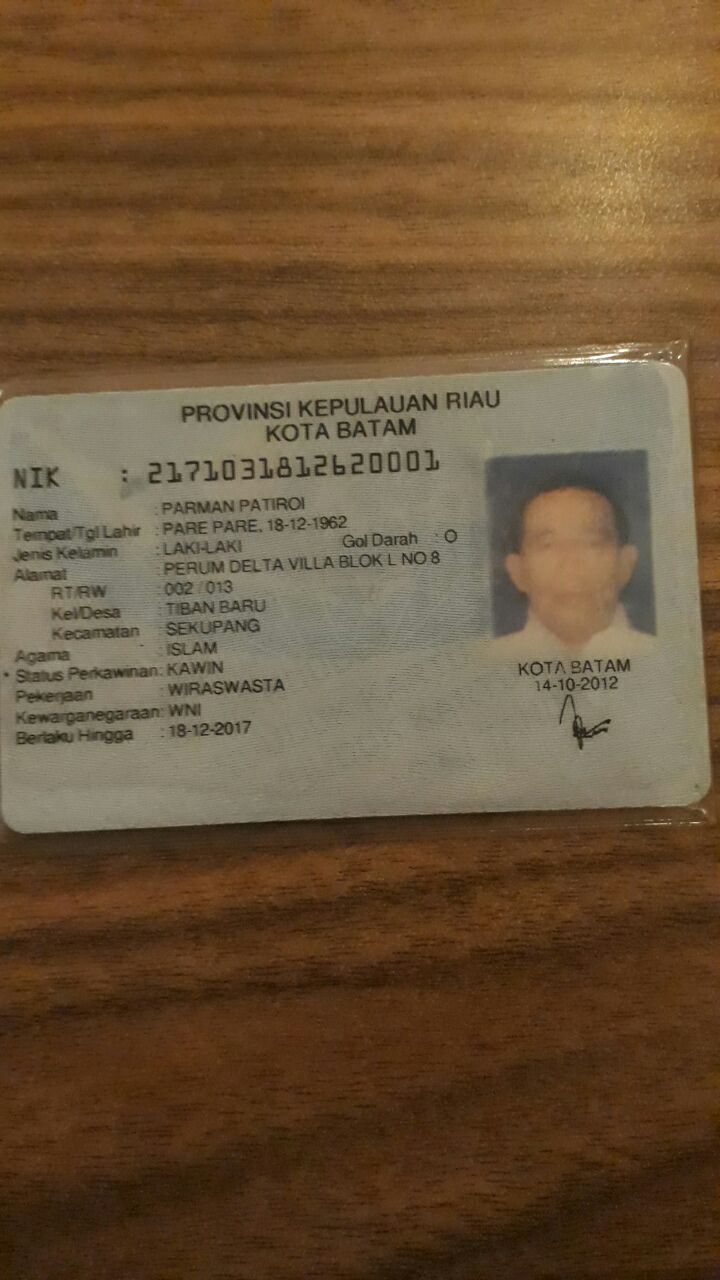 PROVINSI KEPULAUAN RIAU
KOTA BATAM
NIK : 2171031812620001
Nama : PARMAN PATIROI
Tempat/Tgl Lahir : PARE PARE, 18-12-1962
Jenis Kelamin : LAKI-LAKI Gol Darah : O
Alamat : PERUM DELTA VILLA BLOK L NO 8
RT/RW : 002 / 013
Kel/Desa : TIBAN BARU
Kecamatan : SEKUPANG
Agama : ISLAM
Status Perkawinan: KAWIN
Pekerjaan : WIRASWASTA
Kewarganegaraan: WNI
Berlaku Hingga : 18-12-2017
KOTA BATAM
14-10-2012